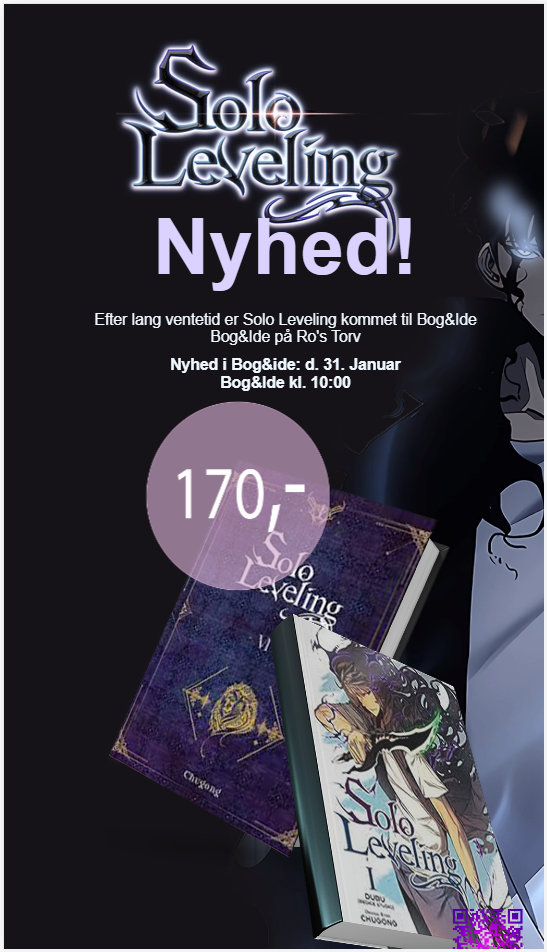 Solo
Leveling
Nyhed!
Efter lang ventetid er Solo Leveling kommet til Bog&Ide
Bog&Ide på Ro's Torv
Nyhed i Bog&ide: d. 31. Januar
Bog&Ide kl. 10:00
170,-
Solo
Leveling
Chugong
Solo
Leveling
I
DUBU
CHUGONG